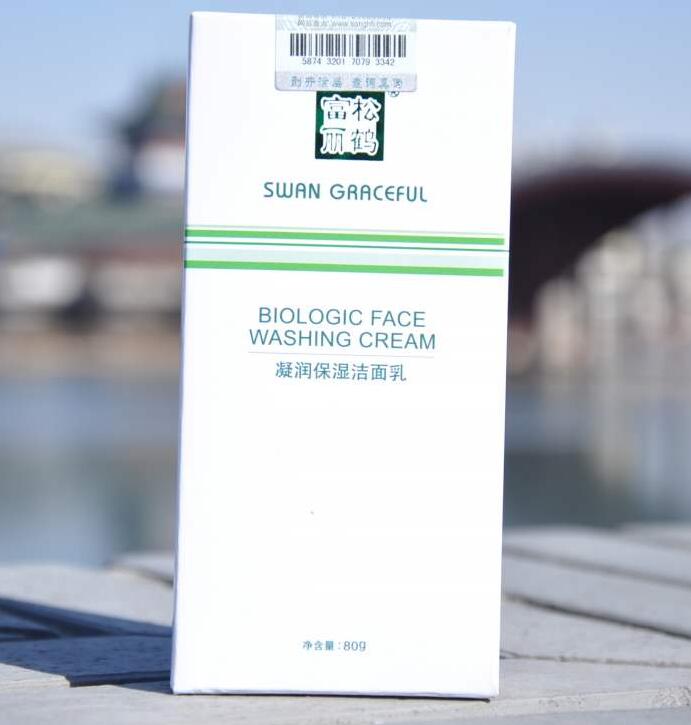 5874 3201 7079 3342
刮开涂层 查询真伪
富松
丽鹤
®
SWAN GRACEFUL
BIOLOGIC FACE
WASHING CREAM
凝润保湿洁面乳
净含量:80g